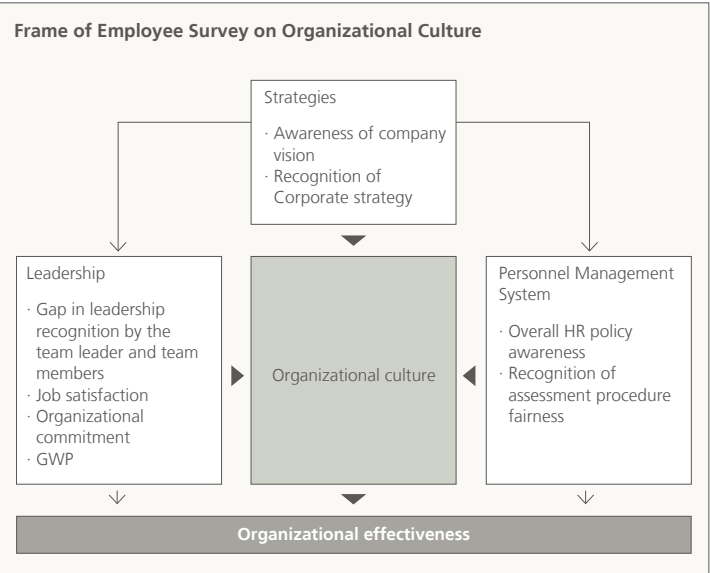 Frame of Employee Survey on Organizational Culture
Strategies
· Awareness of company
vision
· Recognition of
Corporate strategy
Leadership
· Gap in leadership
recognition by the
team leader and team
members
· Job satisfaction
· Organizational
commitment
· GWP
Organizational culture
Personnel Management
System
· Overall HR policy
awareness
· Recognition of
assessment procedure
fairness
Organizational effectiveness